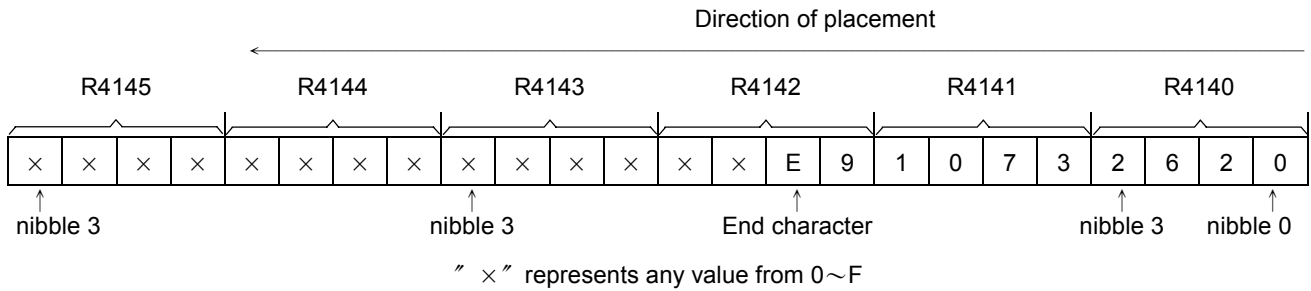 Direction of placement
R4145 R4144 R4143 R4142 R4141 R4140
× × × × × × × × × × × × × × E 9 1 0 7 3 2 6 2 0
nibble 3 nibble 3 End character nibble 3 nibble 0
″ ×″ represents any value from 0～F